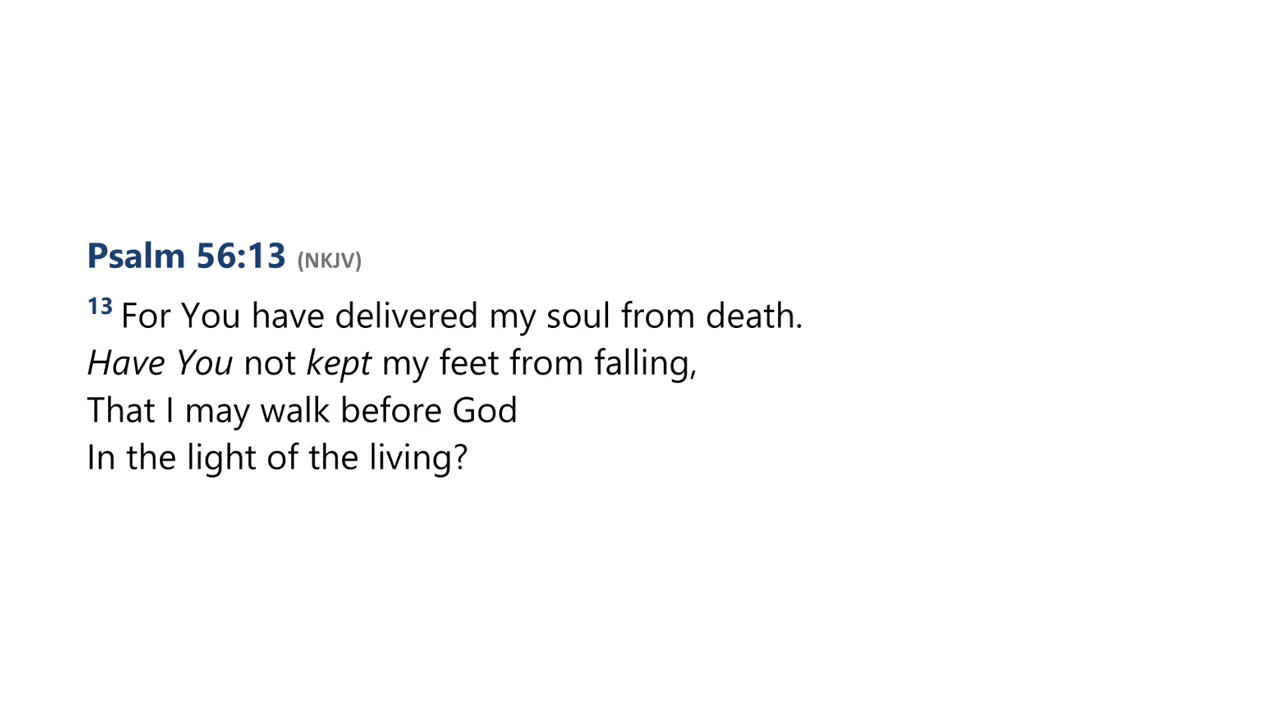 Psalm 56:13 (NKJV)
13 For You have delivered my soul from death.
Have You not kept my feet from falling,
That I may walk before God
In the light of the living?